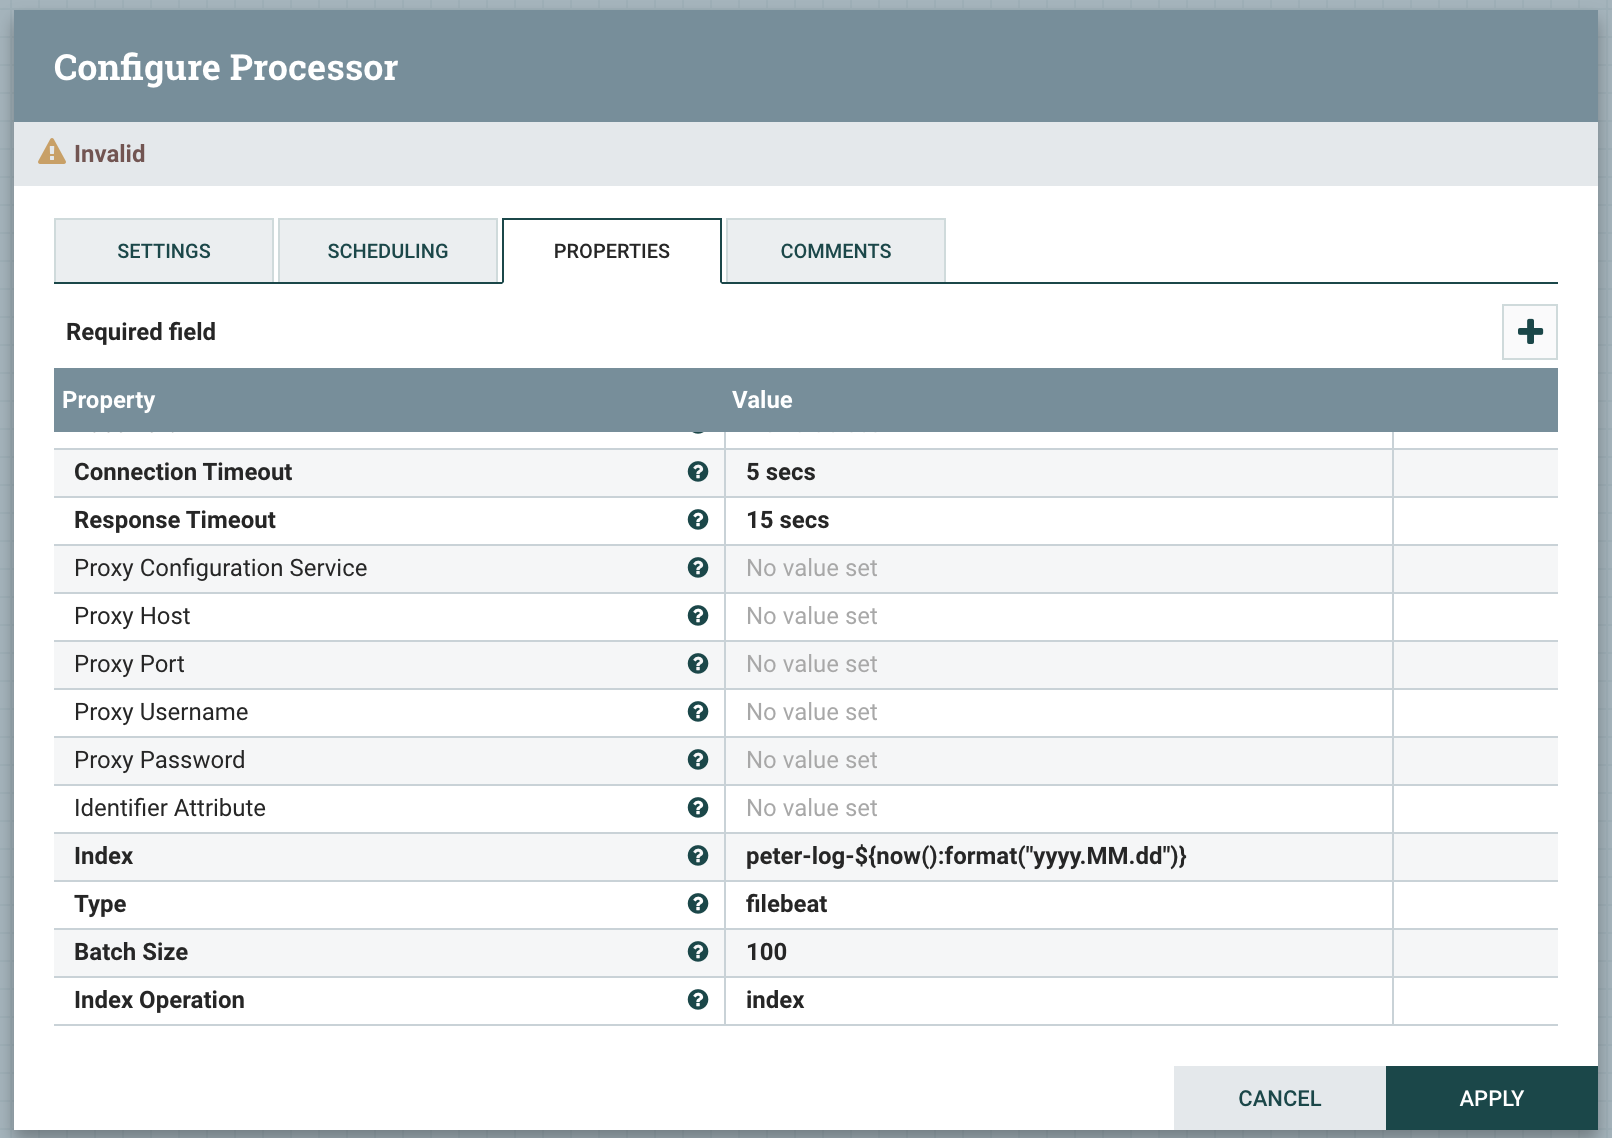 Configure Processor
Invalid
SETTINGS
SCHEDULING
PROPERTIES
COMMENTS
Required field
Property Value
Connection Timeout 5 secs
Response Timeout 15 secs
Proxy Configuration Service No value set
Proxy Host No value set
Proxy Port No value set
Proxy Username No value set
Proxy Password No value set
Identifier Attribute No value set
Index peter-log-${now():format("yyyy.MM.dd")}
Type filebeat
Batch Size 100
Index Operation index
CANCEL
APPLY